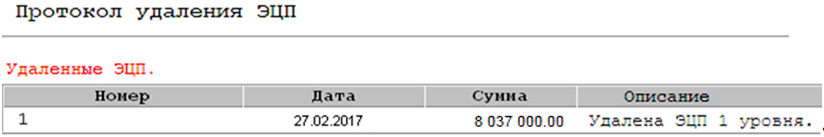 Протокол удаления ЭЦП
Удаленные ЭЦП.
Номер Дата Сумма Описание
1 27.02.2017 8 037 000.00 Удалена ЭЦП 1 уровня.